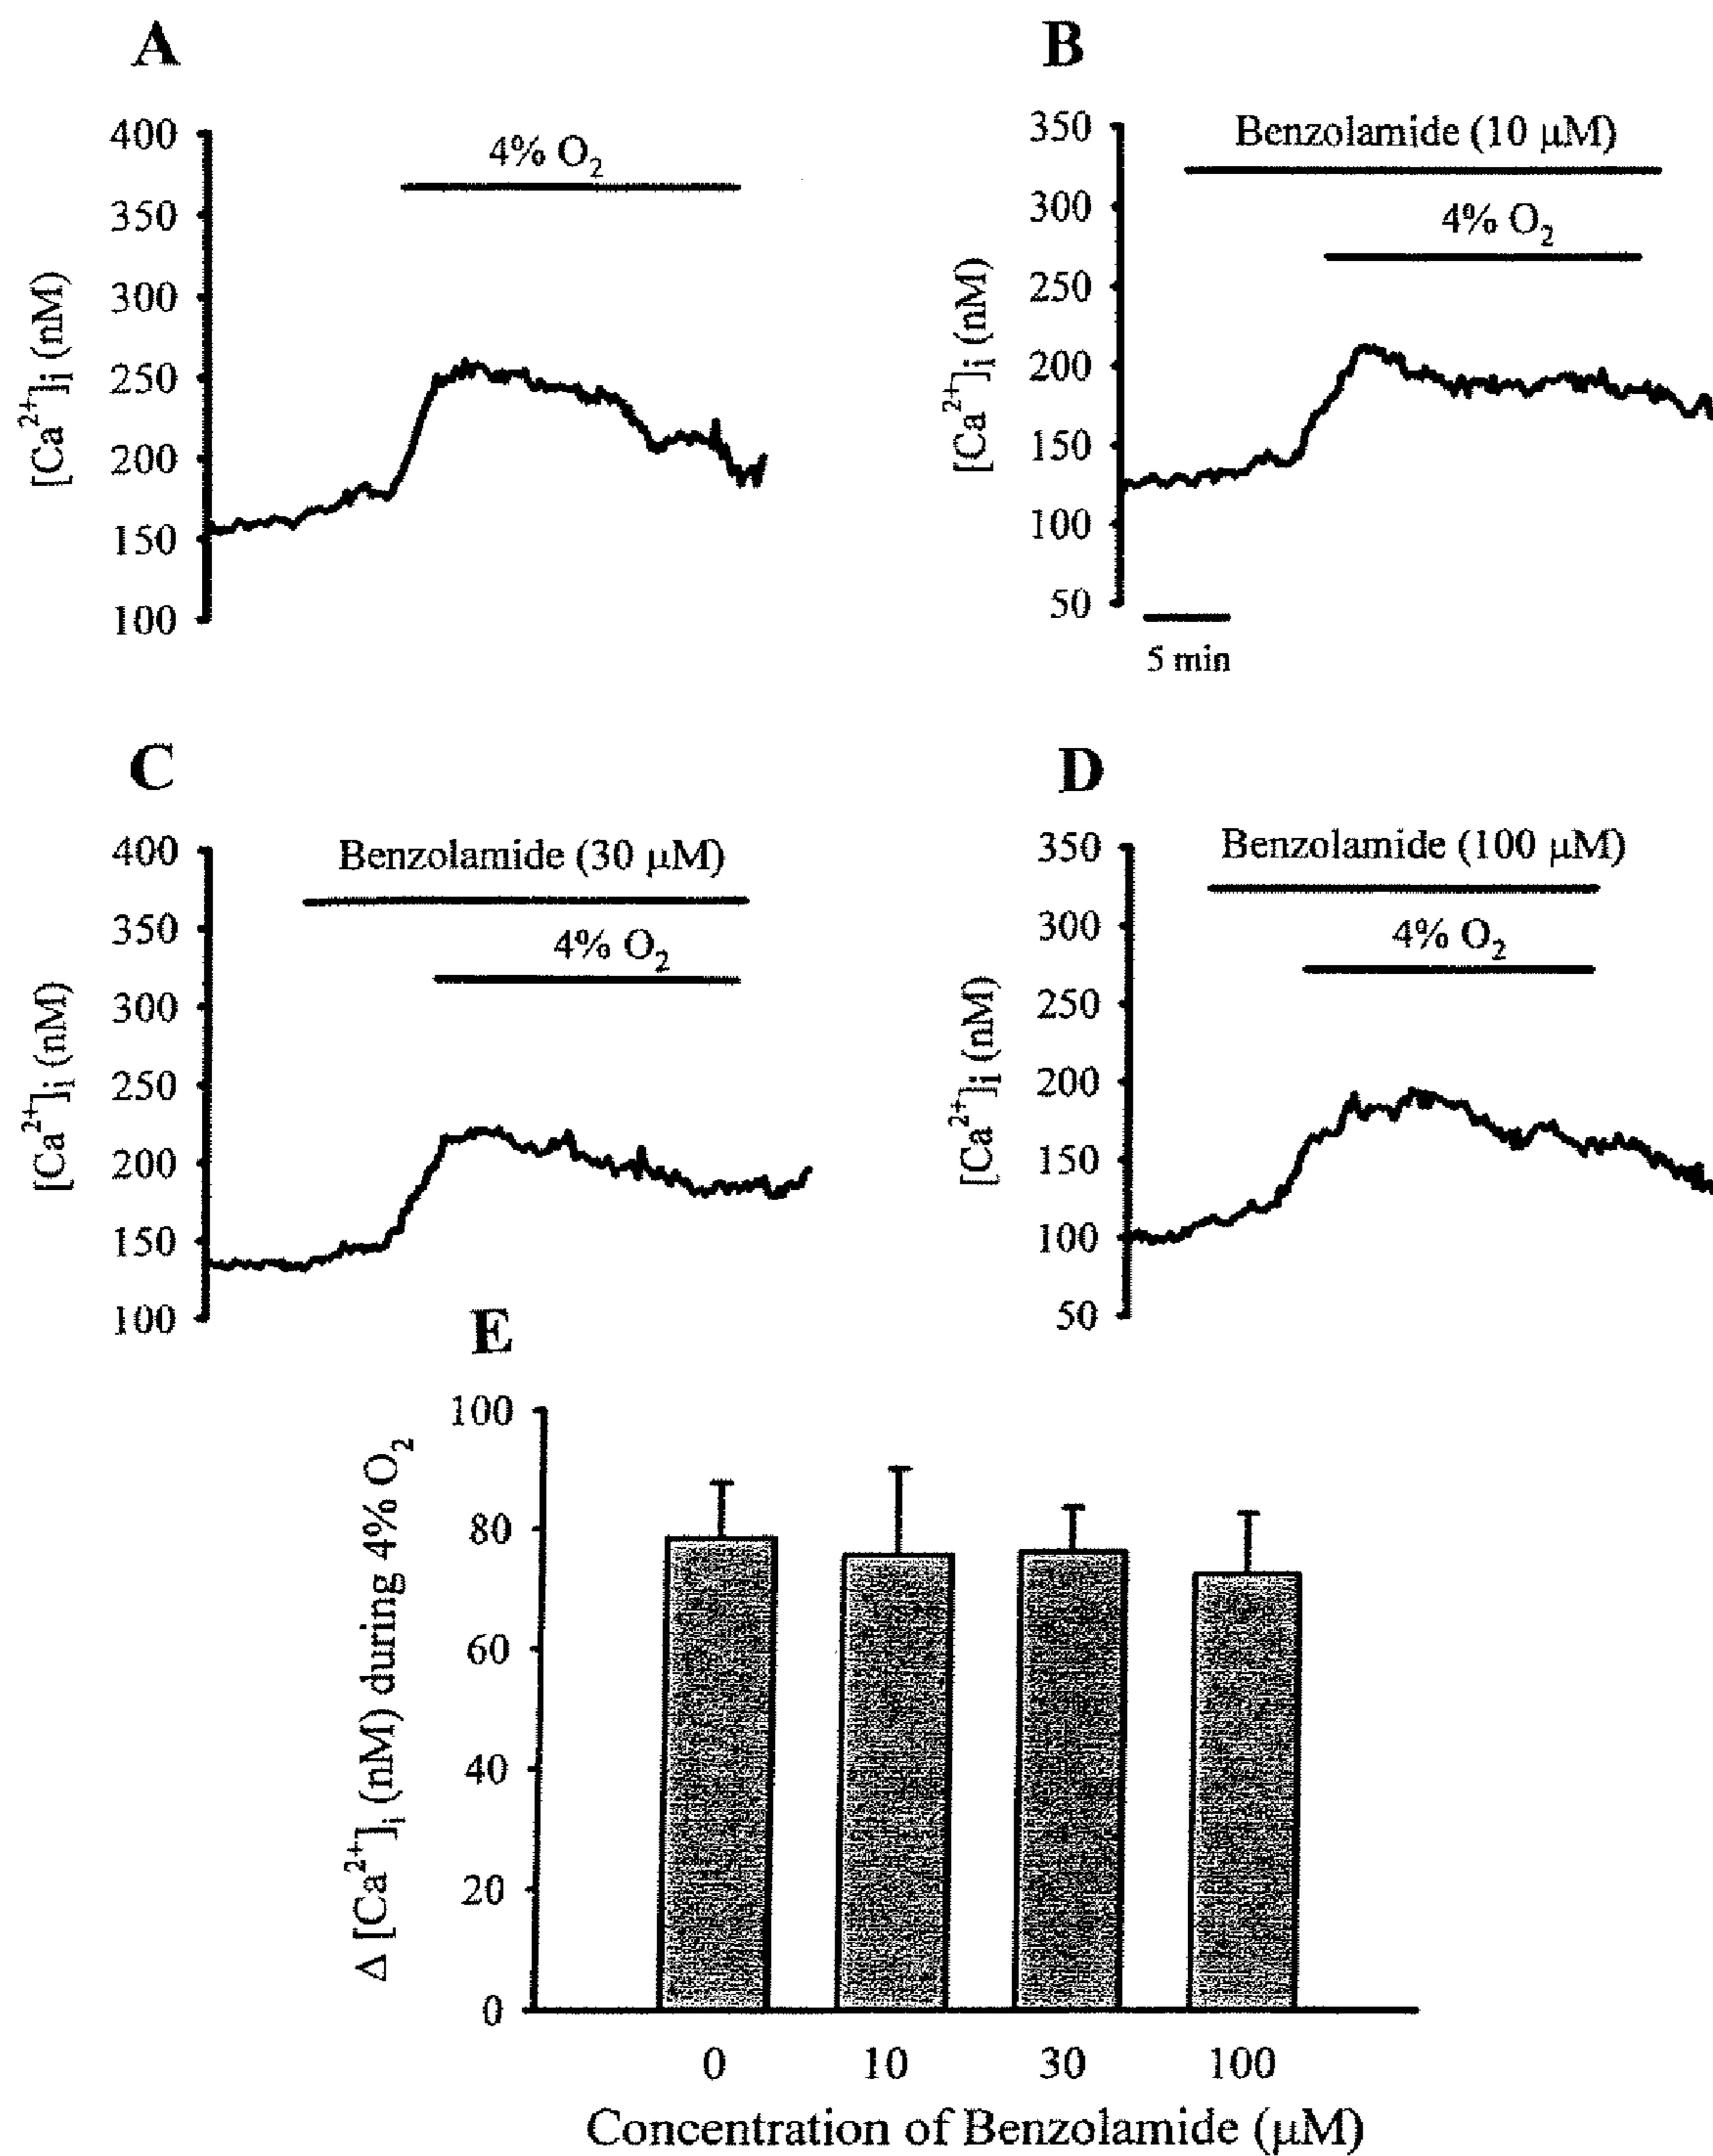 A
400
350
300
250
200
150
100
[Ca²⁺]ᵢ (nM)
4% O₂
B
350
300
250
200
150
100
50
[Ca²⁺]ᵢ (nM)
Benzolamide (10 µM)
4% O₂
5 min
C
400
350
300
250
200
150
100
[Ca²⁺]ᵢ (nM)
Benzolamide (30 µM)
4% O₂
D
350
300
250
200
150
100
50
[Ca²⁺]ᵢ (nM)
Benzolamide (100 µM)
4% O₂
E
100
80
60
40
20
0
Δ [Ca²⁺]ᵢ (nM) during 4% O₂
0 10 30 100
Concentration of Benzolamide (µM)